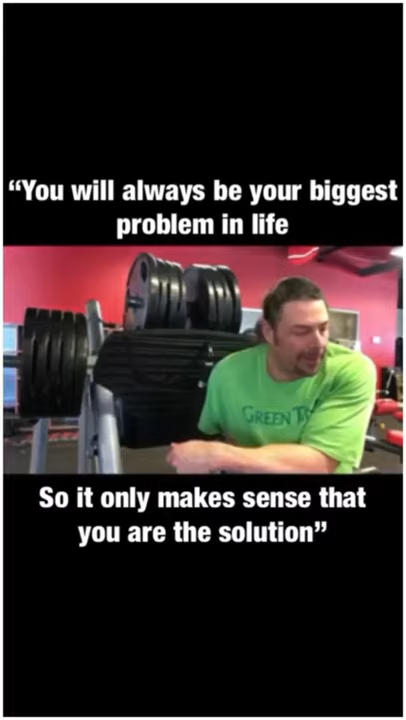 “You will always be your biggest
problem in life
GREEN
So it only makes sense that
you are the solution”